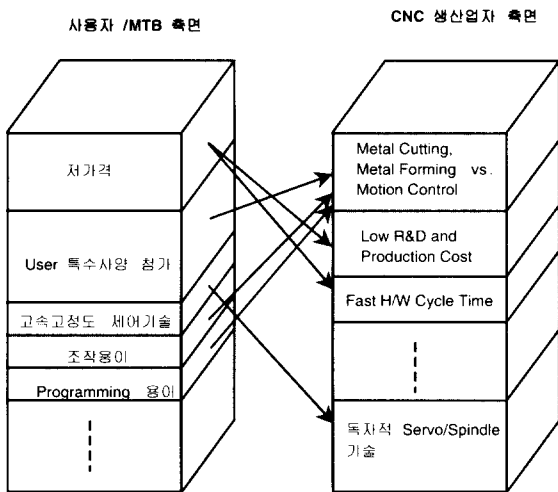 사용자 /MTB 측면
저가격
User 특수사양 첨가
고속고정도 제어기술
조작용이
Programming 용이
CNC 생산업자 측면
Metal Cutting,
Metal Forming vs.
Motion Control
Low R&D and
Production Cost
Fast H/W Cycle Time
독자적 Servo/Spindle
기술